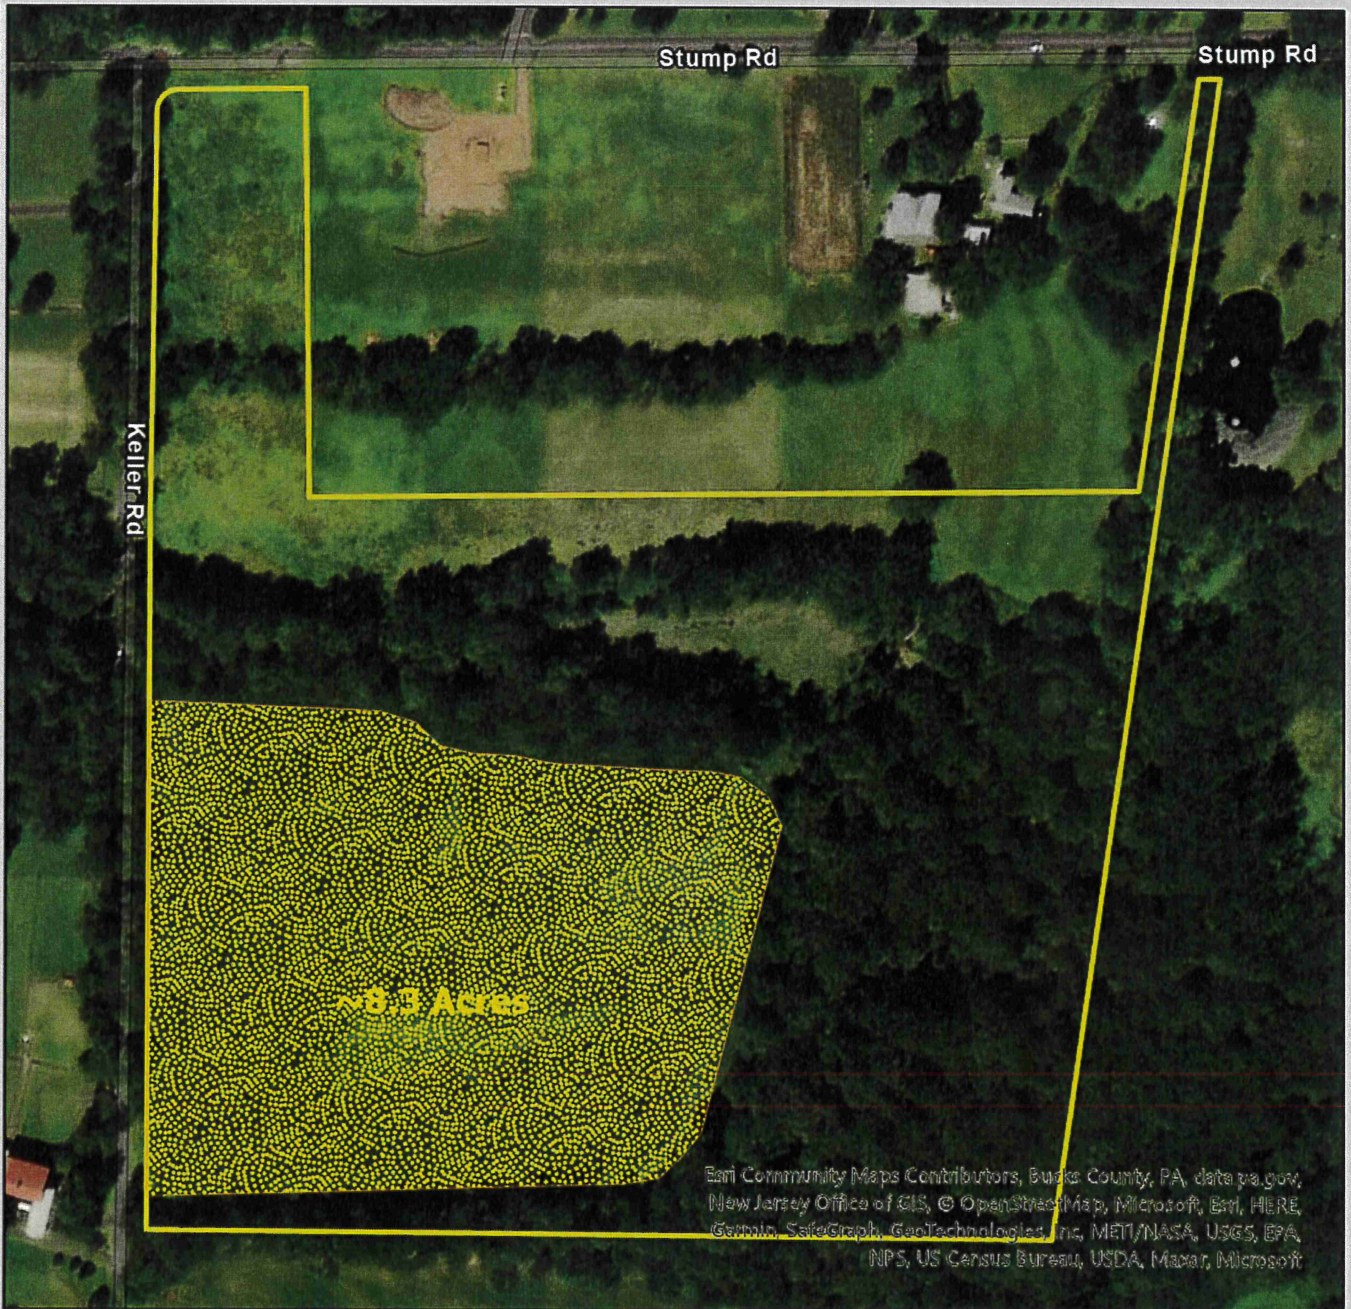 Stump Rd
Stump Rd
Keller Rd
~8.3 Acres
Esri Community Maps Contributors, Bucks County, PA, data.pa.gov,
New Jersey Office of GIS, © OpenStreetMap, Microsoft, Esri, HERE,
Garmin, SafeGraph, GeoTechnologies, Inc, METI/NASA, USGS, EPA,
NPS, US Census Bureau, USDA, Maxar, Microsoft